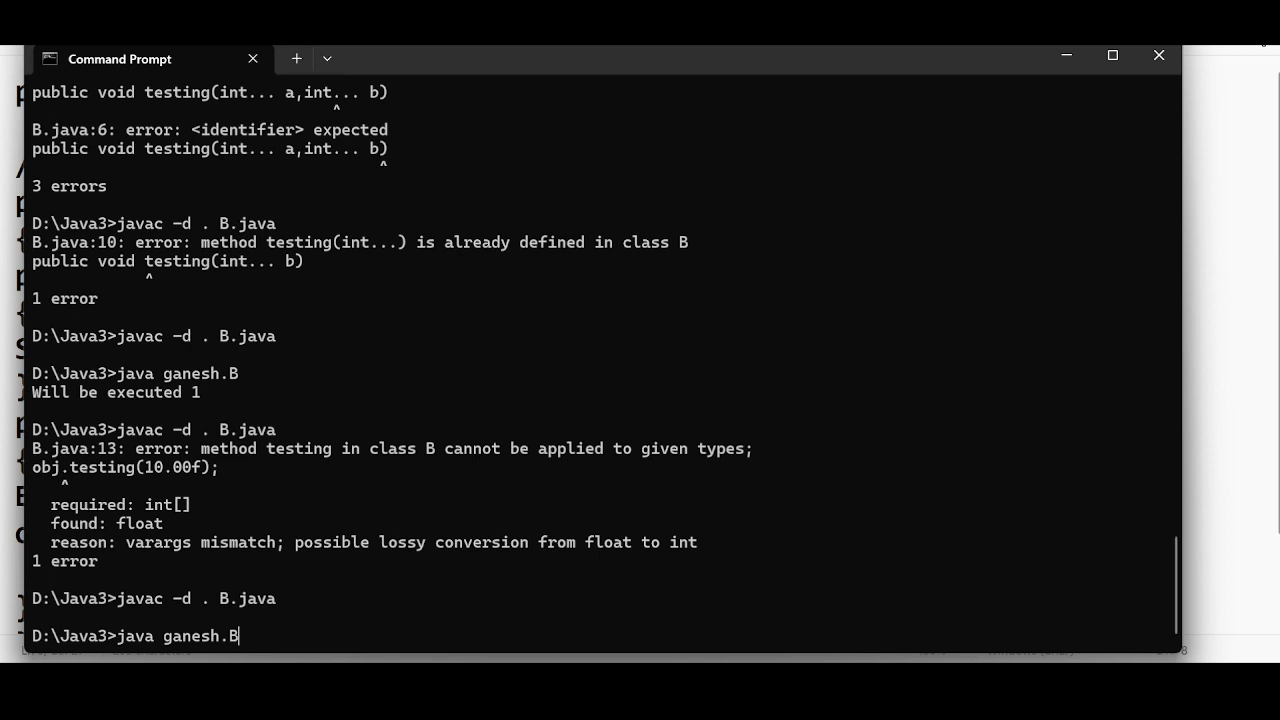 Command Prompt
public void testing(int... a,int... b)
^
B.java:6: error: <identifier> expected
public void testing(int... a,int... b)
^
3 errors
D:\Java3>javac -d . B.java
B.java:10: error: method testing(int...) is already defined in class B
public void testing(int... b)
^
1 error
D:\Java3>javac -d . B.java
D:\Java3>java ganesh.B
Will be executed 1
D:\Java3>javac -d . B.java
B.java:13: error: method testing in class B cannot be applied to given types;
obj.testing(10.00f);
^
required: int[]
found: float
reason: varargs mismatch; possible lossy conversion from float to int
1 error
D:\Java3>javac -d . B.java
D:\Java3>java ganesh.B